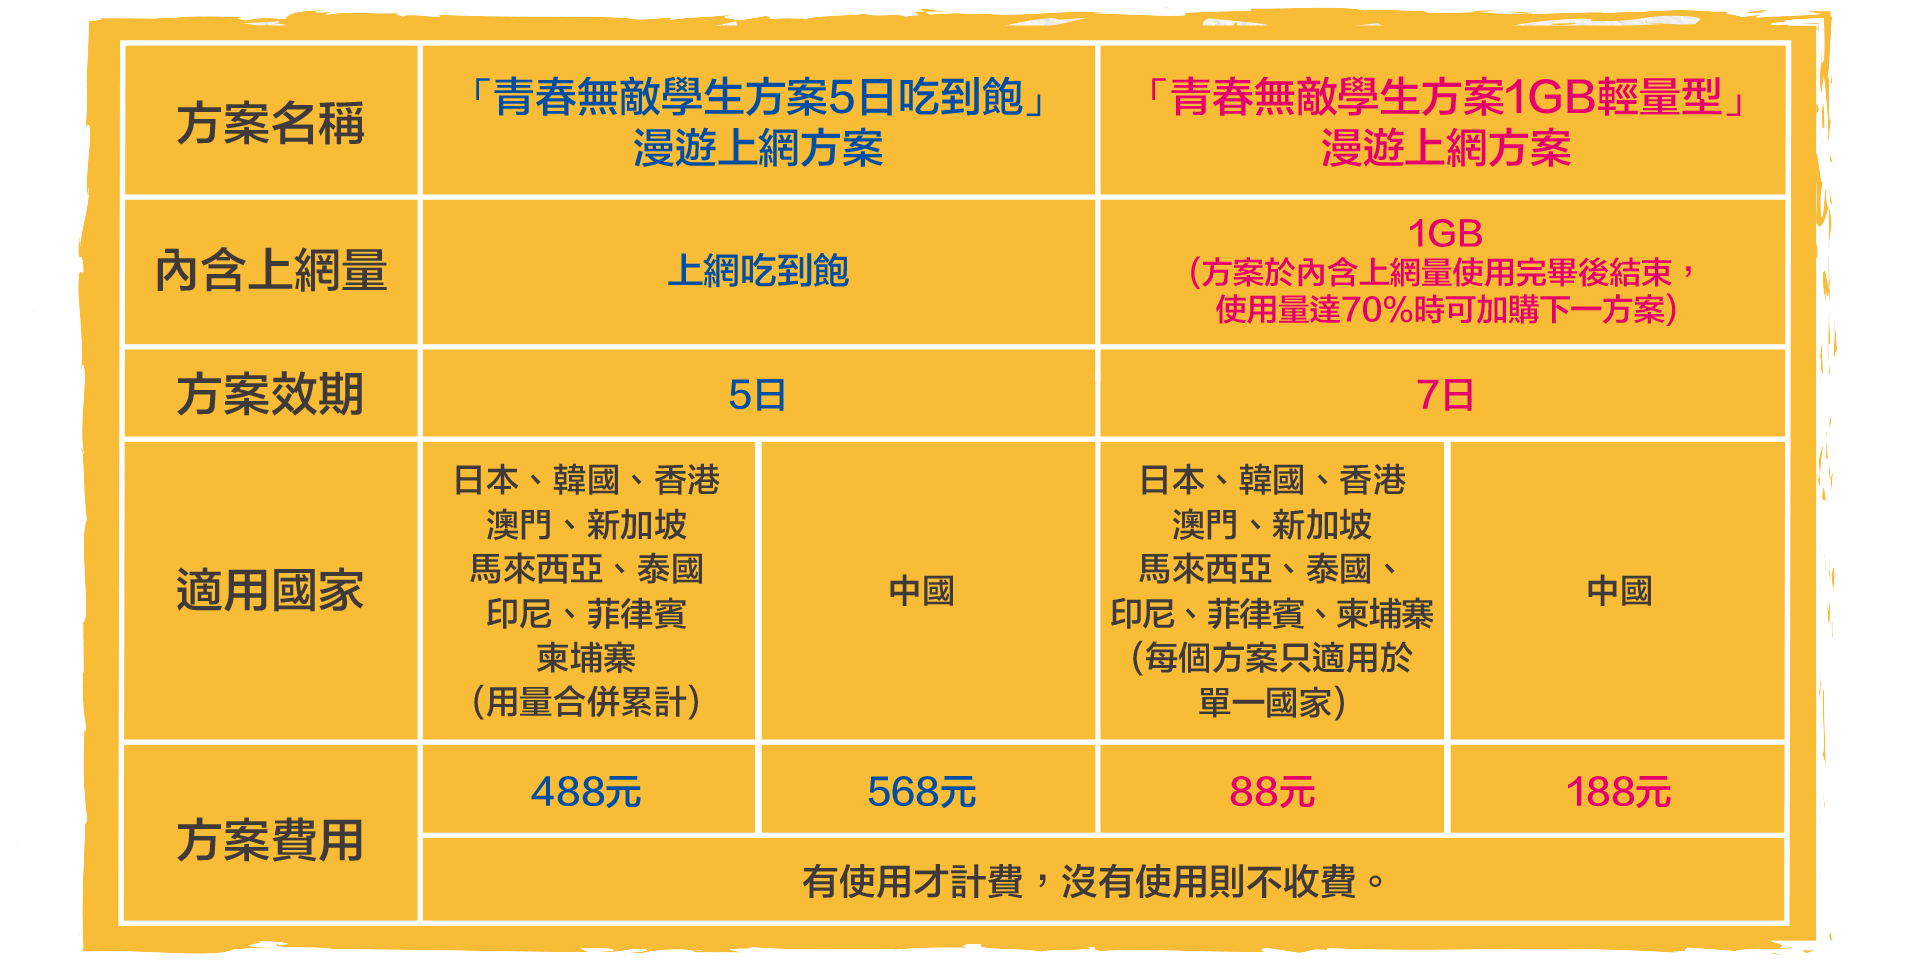 方案名稱
「青春無敵學生方案5日吃到飽」
漫遊上網方案
「青春無敵學生方案1GB輕量型」
漫遊上網方案
內含上網量
上網吃到飽
1GB
(方案於內含上網量使用完畢後結束，
使用量達70%時可加購下一方案)
方案效期
5日
7日
適用國家
日本、韓國、香港
澳門、新加坡
馬來西亞、泰國
印尼、菲律賓
柬埔寨
(用量合併累計)
中國
日本、韓國、香港
澳門、新加坡
馬來西亞、泰國、
印尼、菲律賓、柬埔寨
(每個方案只適用於
單一國家)
中國
方案費用
488元
568元
88元
188元
有使用才計費，沒有使用則不收費。